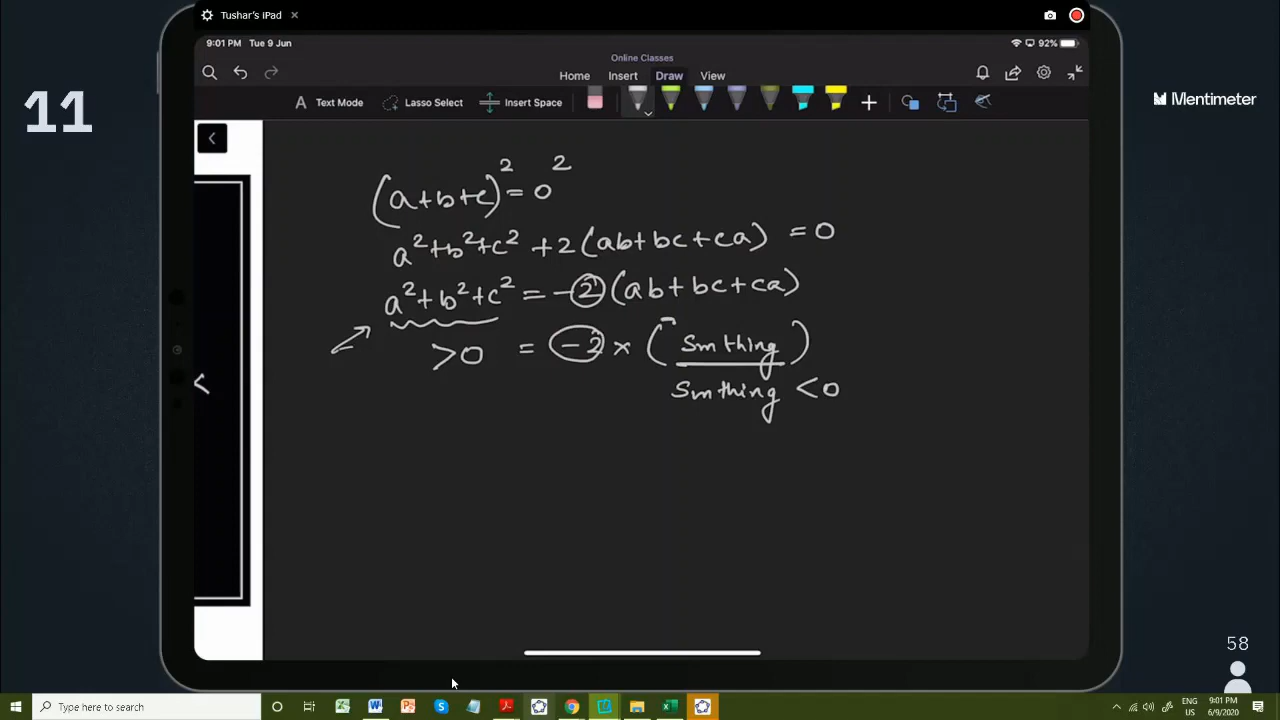 Tushar's iPad ×
11
Mentimeter
9:01 PM Tue 9 Jun
92%
Online Classes
Home Insert Draw View
A Text Mode Lasso Select Insert Space
(a+b+c)² = 0²
a²+b²+c² + 2(ab+bc+ca) = 0
a²+b²+c² = -2(ab+bc+ca)
>0 = -2 × (Smthing)
Smthing <0
58
Type here to search
ENG 9:01 PM
US 6/9/2020